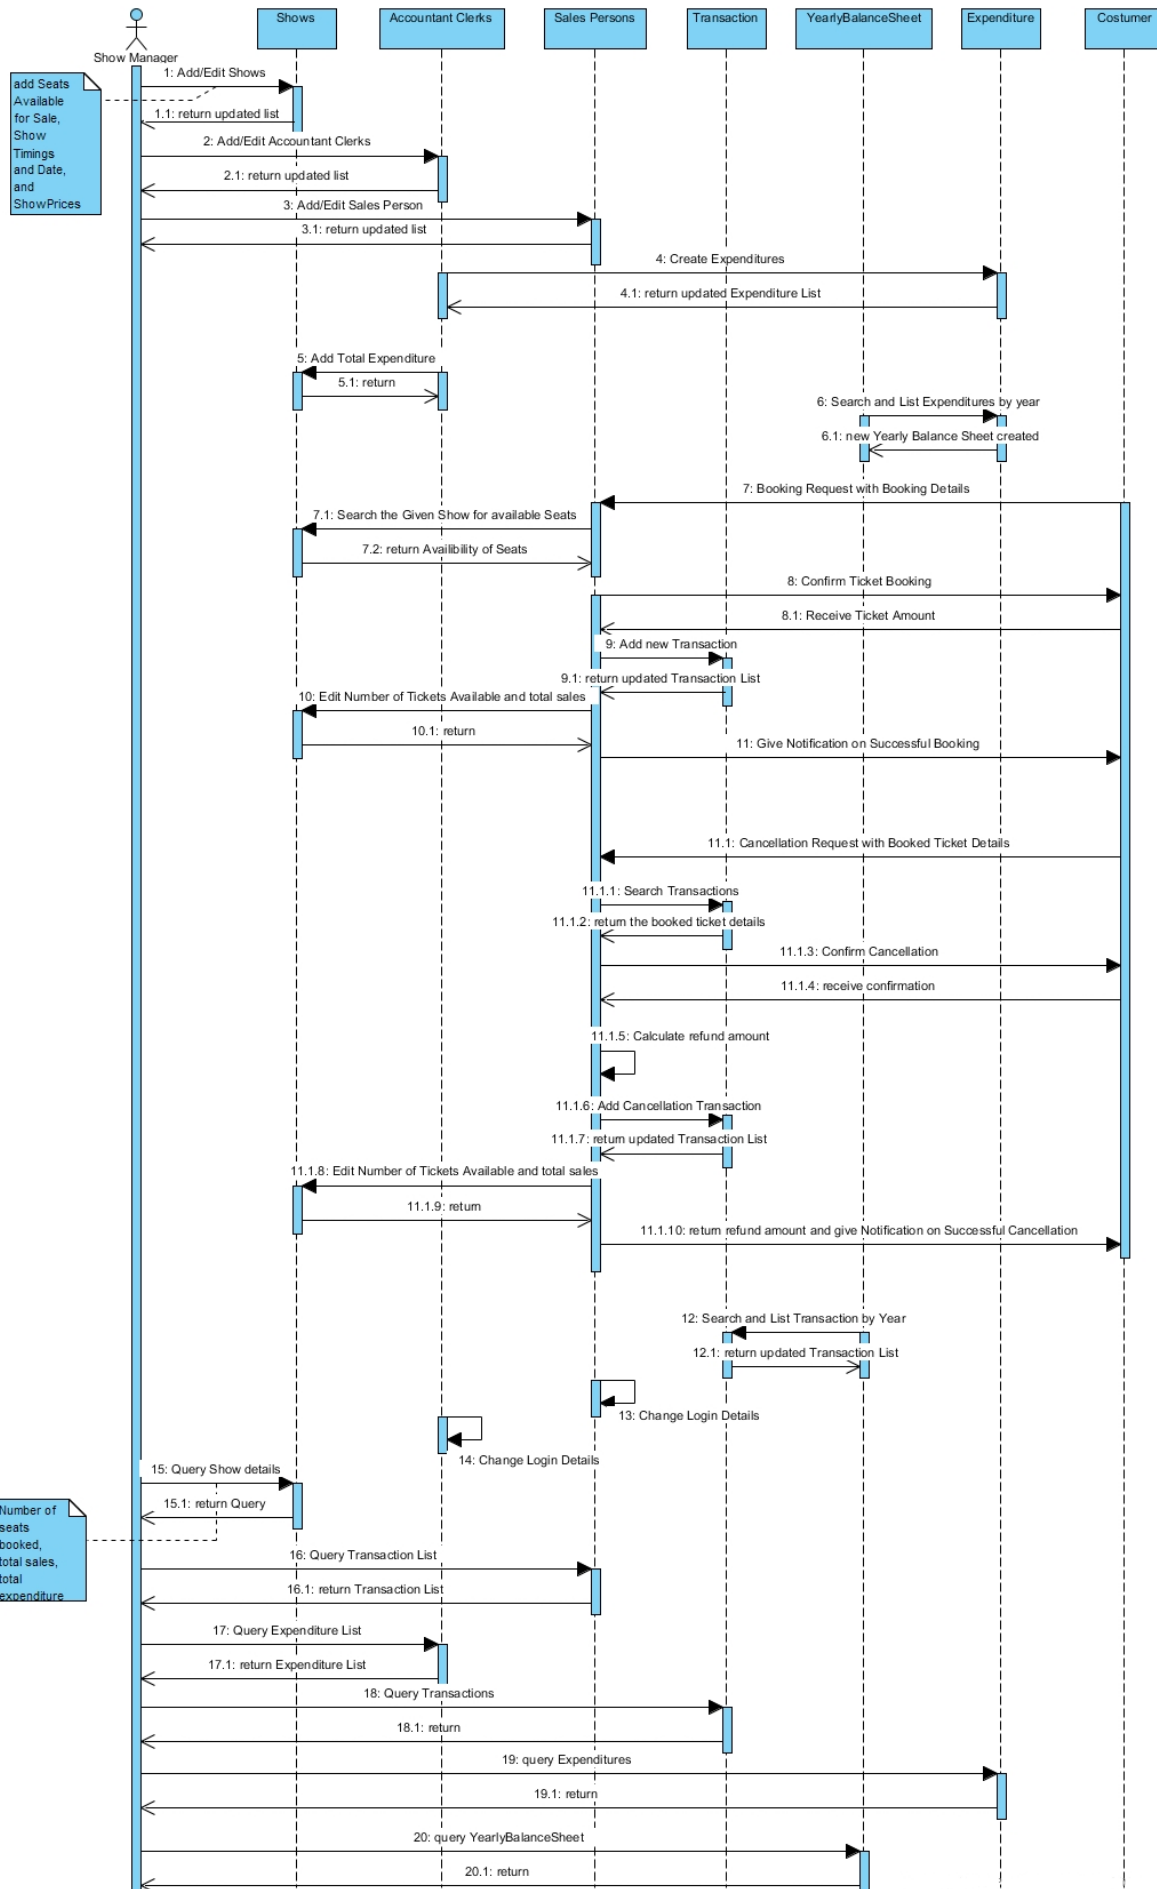 Shows
Accountant Clerks
Sales Persons
Transaction
YearlyBalanceSheet
Expenditure
Costumer
Show Manager
add Seats
Available
for Sale,
Show
Timings
and Date,
and
ShowPrices
1: Add/Edit Shows
1.1: return updated list
2: Add/Edit Accountant Clerks
2.1: return updated list
3: Add/Edit Sales Person
3.1: return updated list
4: Create Expenditures
4.1: return updated Expenditure List
5: Add Total Expenditure
5.1: return
6: Search and List Expenditures by year
6.1: new Yearly Balance Sheet created
7: Booking Request with Booking Details
7.1: Search the Given Show for available Seats
7.2: return Availibility of Seats
8: Confirm Ticket Booking
8.1: Receive Ticket Amount
9: Add new Transaction
9.1: return updated Transaction List
10: Edit Number of Tickets Available and total sales
10.1: return
11: Give Notification on Successful Booking
11.1: Cancellation Request with Booked Ticket Details
11.1.1: Search Transactions
11.1.2: return the booked ticket details
11.1.3: Confirm Cancellation
11.1.4: receive confirmation
11.1.5: Calculate refund amount
11.1.6: Add Cancellation Transaction
11.1.7: return updated Transaction List
11.1.8: Edit Number of Tickets Available and total sales
11.1.9: return
11.1.10: return refund amount and give Notification on Successful Cancellation
12: Search and List Transaction by Year
12.1: return updated Transaction List
13: Change Login Details
14: Change Login Details
15: Query Show details
15.1: return Query
Number of
seats
booked,
total sales,
total
expenditure
16: Query Transaction List
16.1: return Transaction List
17: Query Expenditure List
17.1: return Expenditure List
18: Query Transactions
18.1: return
19: query Expenditures
19.1: return
20: query YearlyBalanceSheet
20.1: return